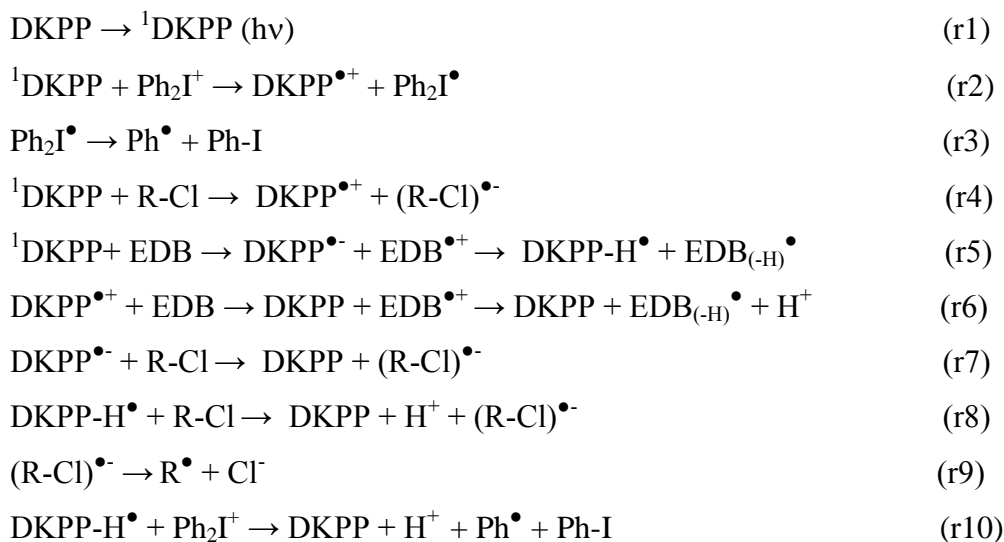 DKPP → ¹DKPP (hν) (r1)
¹DKPP + Ph₂I⁺ → DKPP•⁺ + Ph₂I• (r2)
Ph₂I• → Ph• + Ph-I (r3)
¹DKPP + R-Cl → DKPP•⁺ + (R-Cl)•⁻ (r4)
¹DKPP+ EDB → DKPP•⁻ + EDB•⁺ → DKPP-H• + EDB₍₋H₎• (r5)
DKPP•⁺ + EDB → DKPP + EDB•⁺ → DKPP + EDB₍₋H₎• + H⁺ (r6)
DKPP•⁻ + R-Cl → DKPP + (R-Cl)•⁻ (r7)
DKPP-H• + R-Cl → DKPP + H⁺ + (R-Cl)•⁻ (r8)
(R-Cl)•⁻ → R• + Cl⁻ (r9)
DKPP-H• + Ph₂I⁺ → DKPP + H⁺ + Ph• + Ph-I (r10)